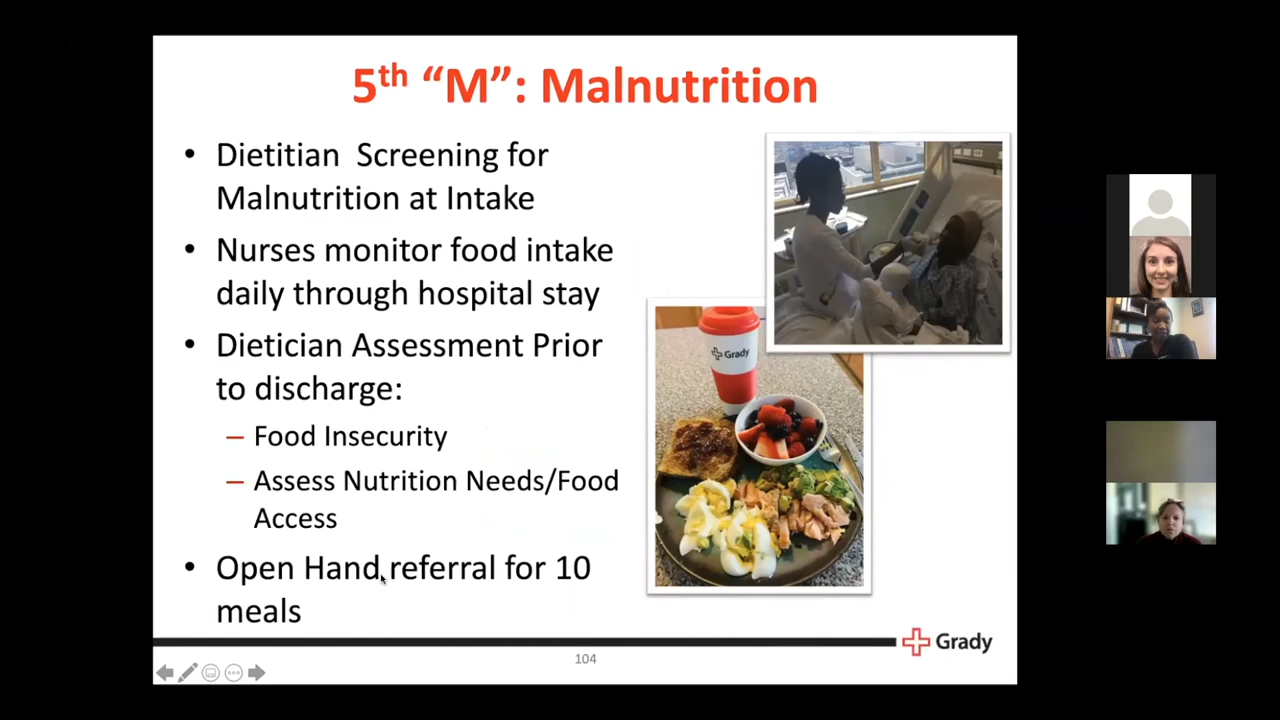 5th “M”: Malnutrition
• Dietitian  Screening for
Malnutrition at Intake
• Nurses monitor food intake
daily through hospital stay
• Dietician Assessment Prior
to discharge:
– Food Insecurity
– Assess Nutrition Needs/Food
Access
• Open Hand referral for 10
meals
Grady
Grady
104